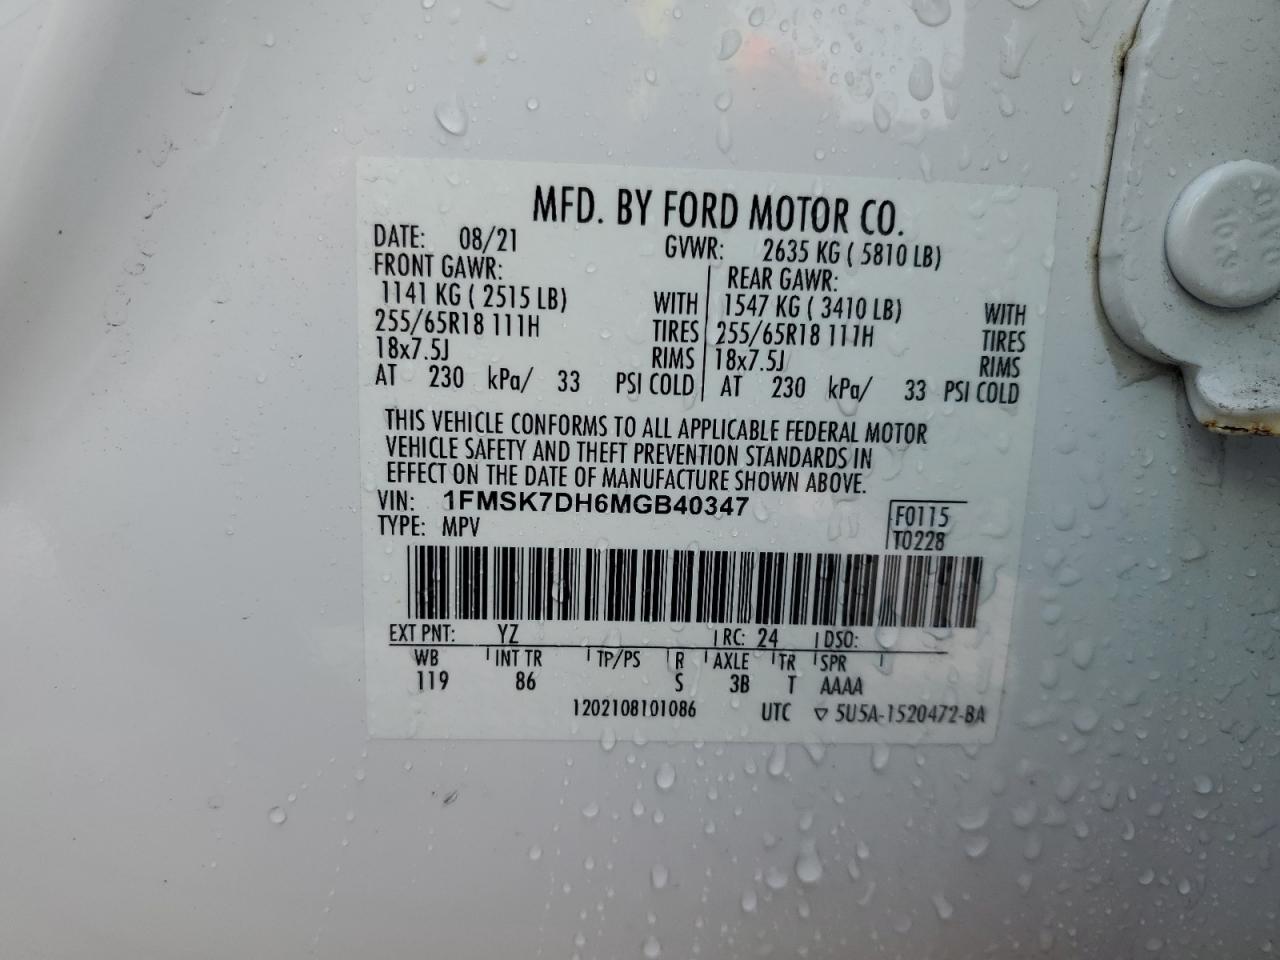 MFD. BY FORD MOTOR CO.
DATE: 08/21 GVWR: 2635 KG ( 5810 LB)
FRONT GAWR: REAR GAWR:
1141 KG ( 2515 LB) WITH 1547 KG ( 3410 LB) WITH
255/65R18 111H TIRES 255/65R18 111H TIRES
18x7.5J RIMS 18x7.5J RIMS
AT 230 kPa/ 33 PSI COLD AT 230 kPa/ 33 PSI COLD
THIS VEHICLE CONFORMS TO ALL APPLICABLE FEDERAL MOTOR
VEHICLE SAFETY AND THEFT PREVENTION STANDARDS IN
EFFECT ON THE DATE OF MANUFACTURE SHOWN ABOVE.
VIN: 1FMSK7DH6MGB40347
TYPE: MPV
F0115
T0228
EXT PNT: YZ RC: 24 DSO:
WB INT TR TP/PS R AXLE TR SPR
119 86 S 3B T AAAA
1202108101086 UTC ▽ 5U5A-1520472-BA